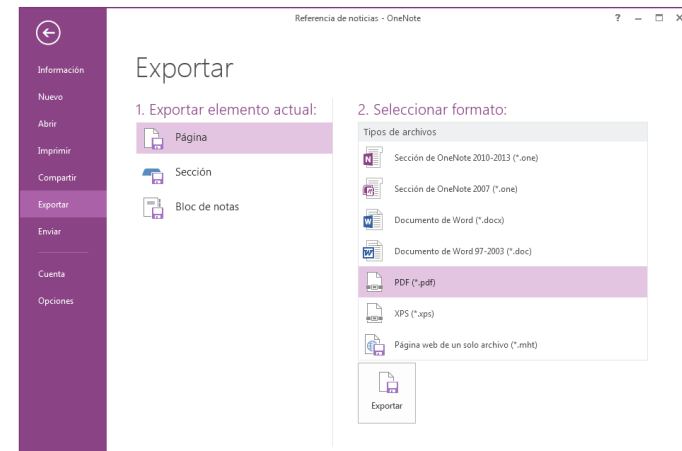 Referencia de noticias - OneNote
Información
Nuevo
Abrir
Imprimir
Compartir
Exportar
Enviar
Cuenta
Opciones
Exportar
1. Exportar elemento actual:
Página
Sección
Bloc de notas
2. Seleccionar formato:
Tipos de archivos
Sección de OneNote 2010-2013 (*.one)
Sección de OneNote 2007 (*.one)
Documento de Word (*.docx)
Documento de Word 97-2003 (*.doc)
PDF (*.pdf)
XPS (*.xps)
Página web de un solo archivo (*.mht)
Exportar